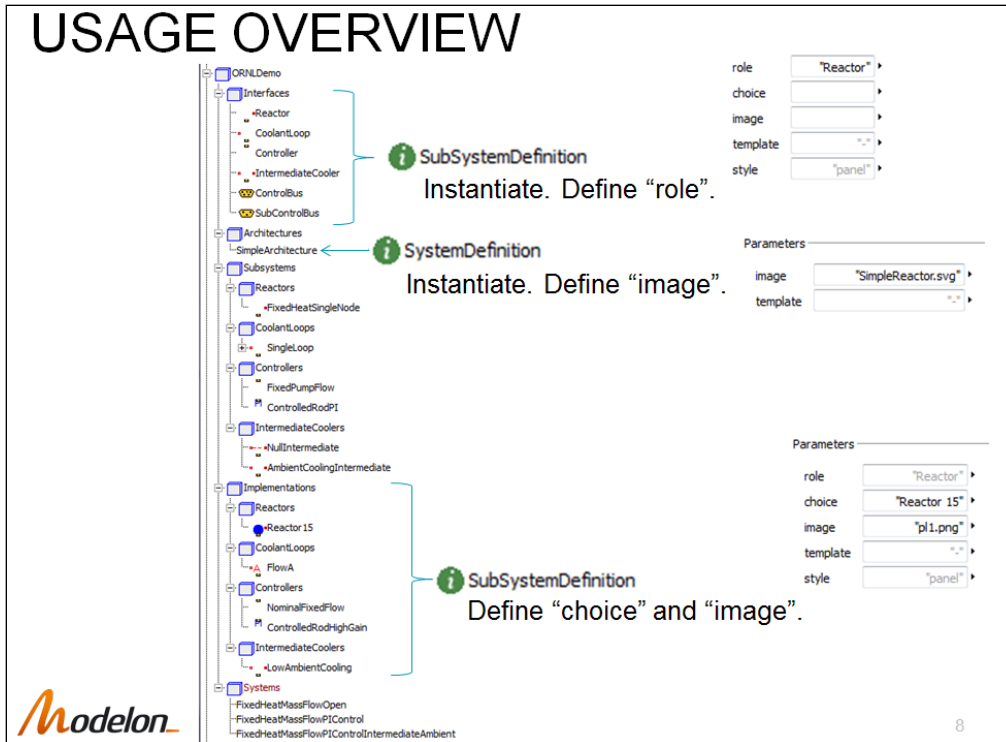 USAGE OVERVIEW
ORNLDemo
Interfaces
Reactor
CoolantLoop
Controller
IntermediateCooler
ControlBus
SubControlBus
Architectures
SimpleArchitecture
Subsystems
Reactors
FixedHeatSingleNode
CoolantLoops
SingleLoop
Controllers
FixedPumpFlow
ControlledRodPI
IntermediateCoolers
NullIntermediate
AmbientCoolingIntermediate
Implementations
Reactors
Reactor15
CoolantLoops
A FlowA
Controllers
NominalFixedFlow
ControlledRodHighGain
IntermediateCoolers
LowAmbientCooling
Systems
FixedHeatMassFlowOpen
FixedHeatMassFlowPIControl
FixedHeatMassFlowPIControlIntermediateAmbient
i SubSystemDefinition
Instantiate. Define “role”.
i SystemDefinition
Instantiate. Define “image”.
i SubSystemDefinition
Define “choice” and “image”.
role "Reactor"
choice
image
template "-"
style "panel"
Parameters
image "SimpleReactor.svg"
template "-"
Parameters
role "Reactor"
choice "Reactor 15"
image "pl1.png"
template "-"
style "panel"
Modelon
8